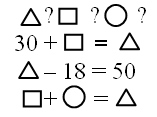 △? □ ? ○ ?
30 + □ = △
△ – 18 = 50
□ + ○ = △